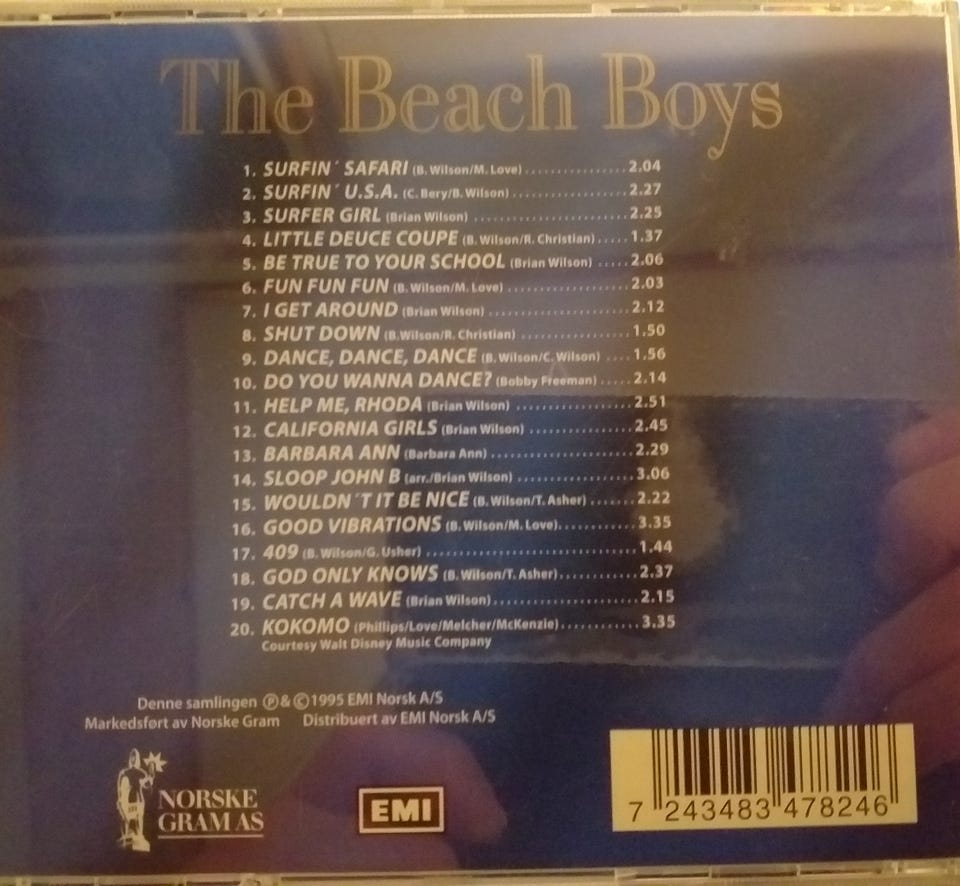 The Beach Boys
1. SURFIN´ SAFARI (B. Wilson/M. Love)................2.04
2. SURFIN´ U.S.A. (C. Bery/B. Wilson)..................2.27
3. SURFER GIRL (Brian Wilson) ........................2.25
4. LITTLE DEUCE COUPE (B. Wilson/R. Christian).....1.37
5. BE TRUE TO YOUR SCHOOL (Brian Wilson) .....2.06
6. FUN FUN FUN (B. Wilson/M. Love) ...................2.03
7. I GET AROUND (Brian Wilson) .......................2.12
8. SHUT DOWN (B.Wilson/R. Christian) ..................1.50
9. DANCE, DANCE, DANCE (B. Wilson/C. Wilson) ....1.56
10. DO YOU WANNA DANCE? (Bobby Freeman).....2.14
11. HELP ME, RHODA (Brian Wilson) ..................2.51
12. CALIFORNIA GIRLS (Brian Wilson) ................2.45
13. BARBARA ANN (Barbara Ann)......................2.29
14. SLOOP JOHN B (arr./Brian Wilson) ..................3.06
15. WOULDN´T IT BE NICE (B. Wilson/T. Asher).......2.22
16. GOOD VIBRATIONS (B. Wilson/M. Love)............3.35
17. 409 (B. Wilson/G. Usher) ...............................1.44
18. GOD ONLY KNOWS (B. Wilson/T. Asher)............2.37
19. CATCH A WAVE (Brian Wilson).....................2.15
20. KOKOMO (Phillips/Love/Melcher/McKenzie)............3.35
Courtesy Walt Disney Music Company
Denne samlingen ℗&©1995 EMI Norsk A/S
Markedsført av Norske Gram Distribuert av EMI Norsk A/S
NORSKE
GRAM AS
EMI
7 243483 478246